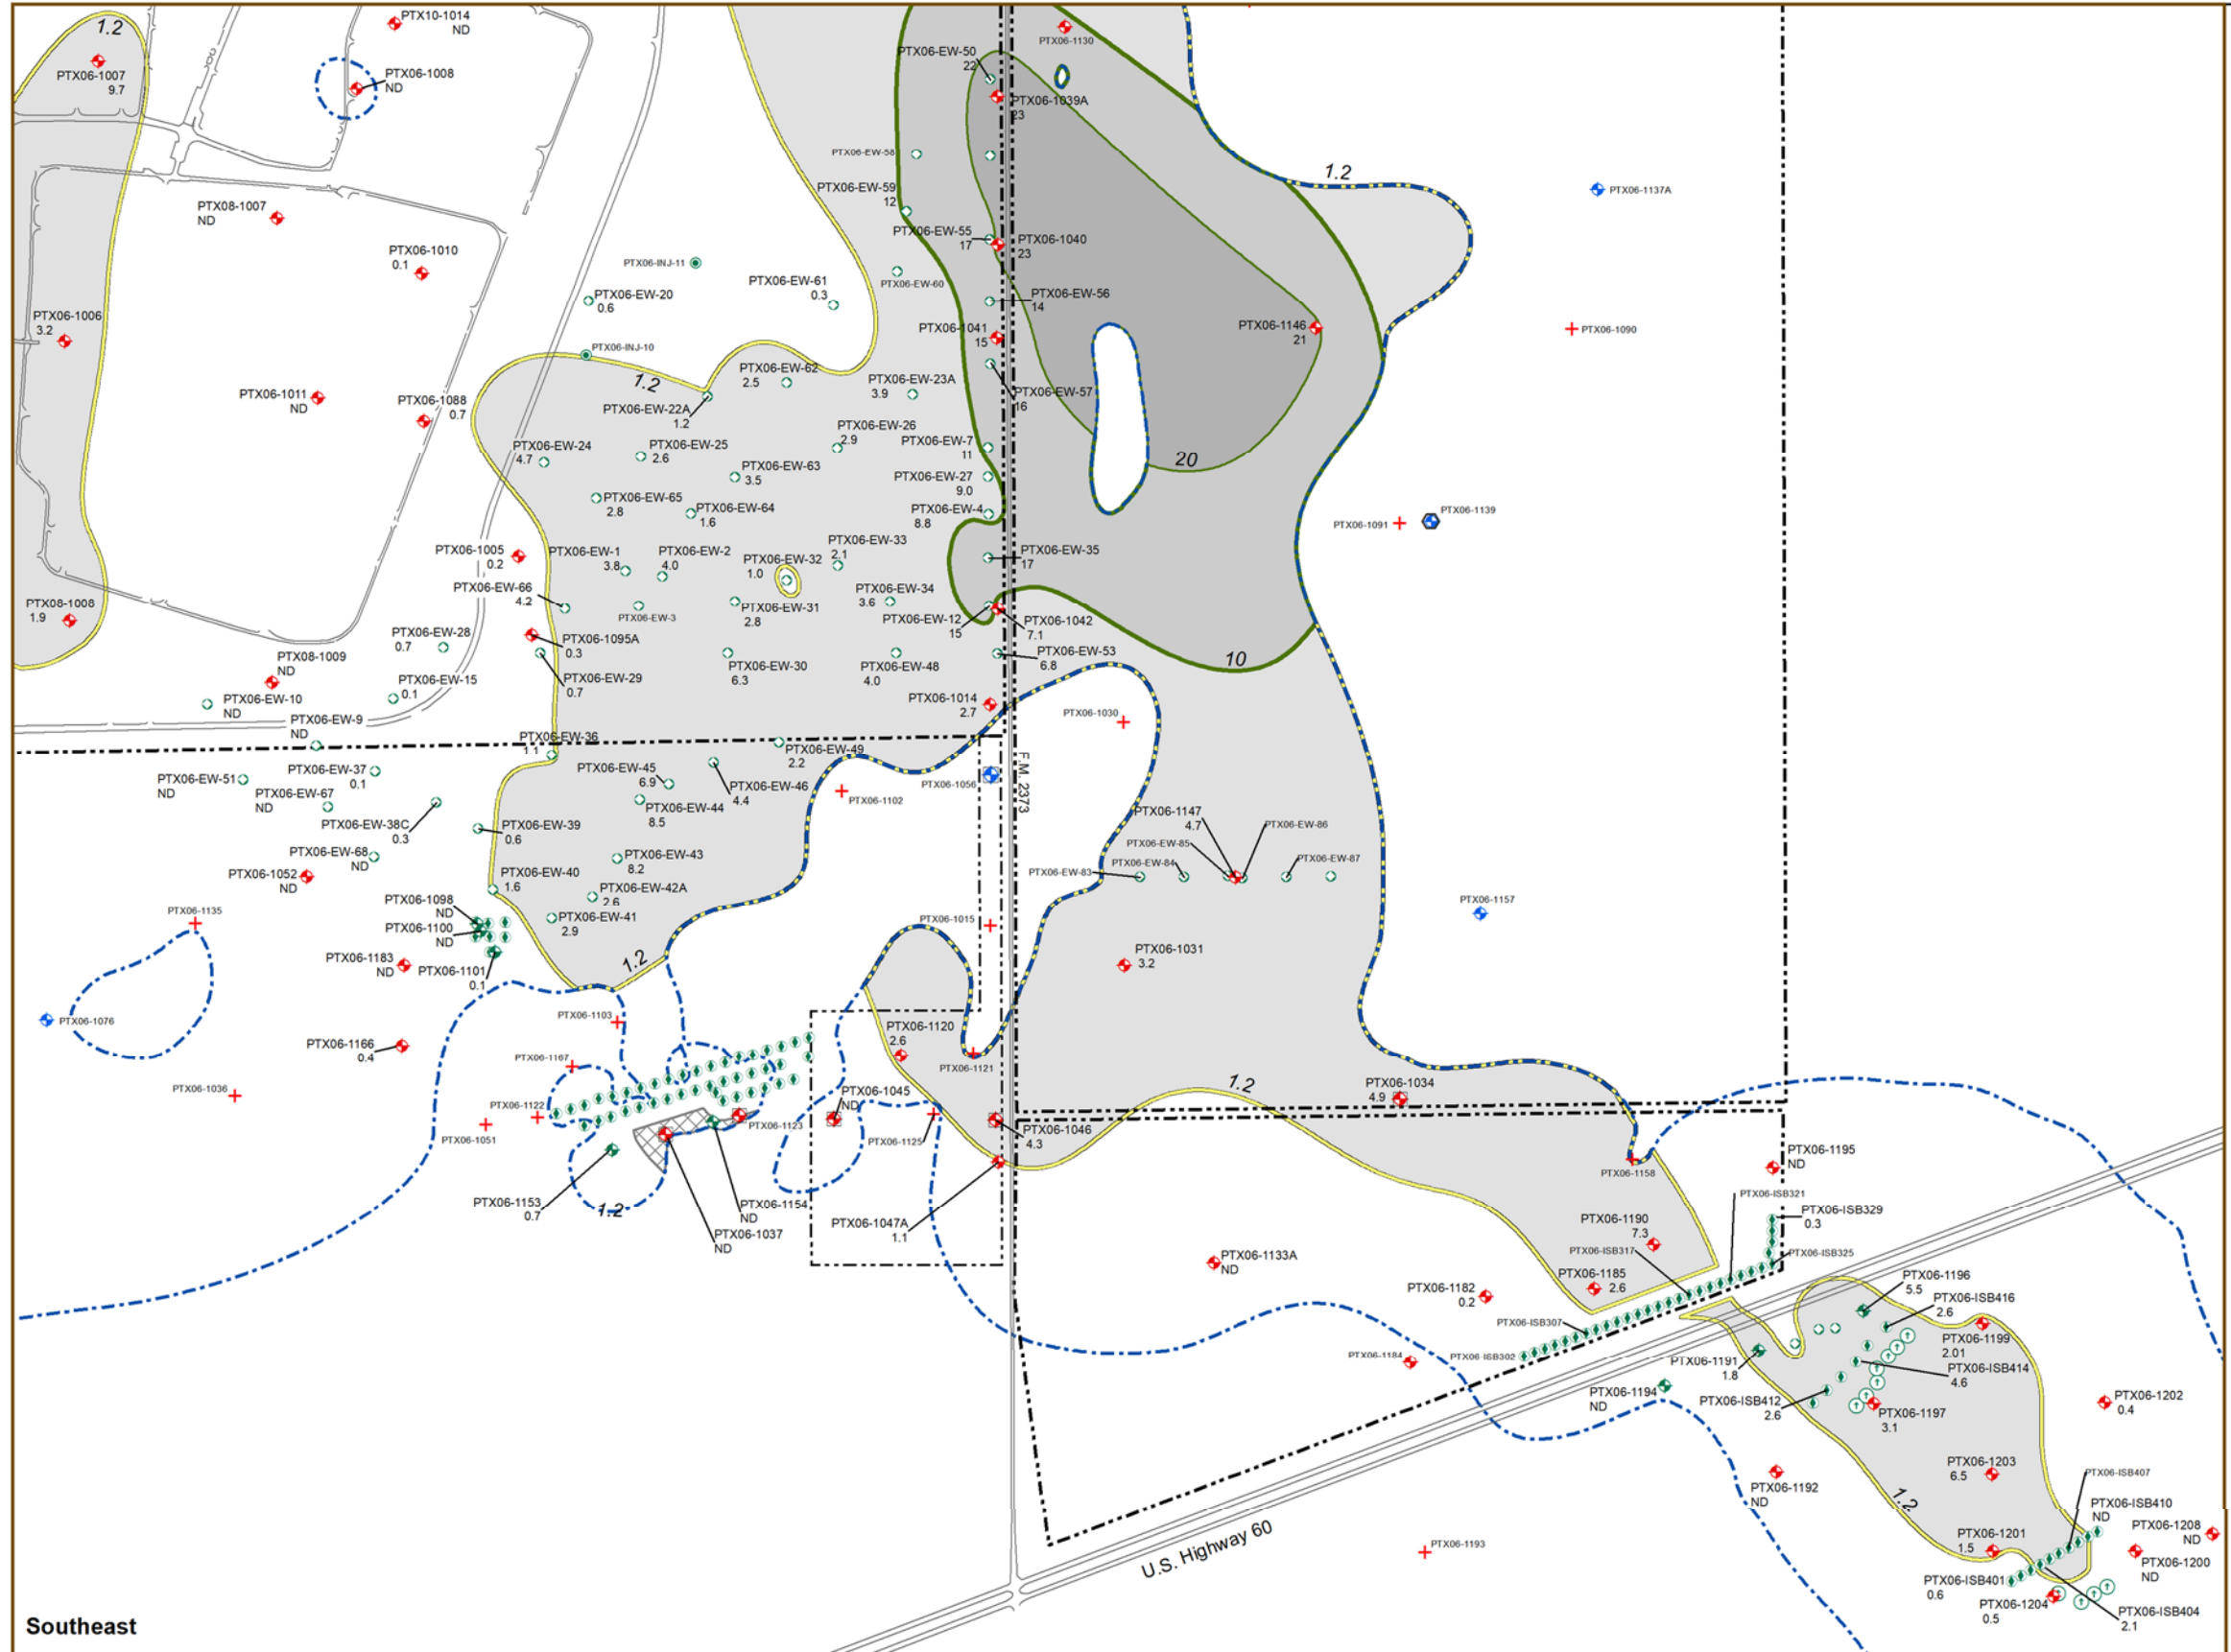 1.2
PTX10-1014
ND
PTX06-1007
9.7
PTX06-1008
ND
PTX06-EW-50
22
PTX06-1130
PTX06-1039A
23
PTX06-EW-58
PTX06-EW-59
12
1.2
PTX06-1137A
PTX08-1007
ND
PTX06-1010
0.1
PTX06-EW-55
17
PTX06-1040
23
PTX06-INJ-11
PTX06-EW-20
0.6
PTX06-EW-61
0.3
PTX06-EW-60
PTX06-EW-56
14
PTX06-1006
3.2
PTX06-1041
15
PTX06-1146
21
PTX06-1090
PTX06-INJ-10
1.2
PTX06-EW-62
2.5
PTX06-EW-23A
3.9
PTX06-EW-57
16
PTX06-1011
ND
PTX06-1088
0.7
PTX06-EW-22A
1.2
PTX06-EW-24
4.7
PTX06-EW-25
2.6
PTX06-EW-26
2.9
PTX06-EW-7
11
20
PTX06-EW-63
3.5
PTX06-EW-27
9.0
PTX06-EW-65
2.8
PTX06-EW-64
1.6
PTX06-EW-4
8.8
PTX06-1091
PTX06-1139
PTX06-1005
0.2
PTX06-EW-1
3.8
PTX06-EW-2
4.0
PTX06-EW-32
1.0
PTX06-EW-33
2.1
PTX06-EW-35
17
PTX06-EW-66
4.2
PTX06-EW-3
PTX06-EW-31
2.8
PTX06-EW-34
3.6
PTX06-EW-12
15
PTX06-1042
7.1
PTX08-1008
1.9
PTX06-EW-28
0.7
PTX06-1095A
0.3
PTX06-EW-30
6.3
PTX06-EW-48
4.0
PTX06-EW-53
6.8
10
PTX08-1009
ND
PTX06-EW-15
0.1
PTX06-EW-29
0.7
PTX06-EW-10
ND
PTX06-1014
2.7
PTX06-1030
PTX06-EW-9
ND
PTX06-EW-36
1.1
PTX06-EW-49
2.2
F.M. 2373
PTX06-EW-51
ND
PTX06-EW-37
0.1
PTX06-EW-67
ND
PTX06-EW-45
6.9
PTX06-EW-46
4.4
PTX06-1102
PTX06-1056
PTX06-EW-44
8.5
PTX06-EW-38C
0.3
PTX06-EW-39
0.6
PTX06-1147
4.7
PTX06-EW-86
PTX06-EW-85
PTX06-EW-84
PTX06-EW-87
PTX06-EW-83
PTX06-EW-68
ND
PTX06-EW-43
8.2
PTX06-1052
ND
PTX06-EW-40
1.6
PTX06-EW-42A
2.6
PTX06-1157
PTX06-1135
PTX06-1098
ND
PTX06-1100
ND
PTX06-EW-41
2.9
PTX06-1015
PTX06-1183
ND
PTX06-1101
0.1
1.2
PTX06-1031
3.2
PTX06-1076
PTX06-1103
PTX06-1120
2.6
PTX06-1166
0.4
PTX06-1167
PTX06-1121
PTX06-1036
PTX06-1122
PTX06-1045
ND
1.2
PTX06-1034
4.9
PTX06-1051
PTX06-1123
PTX06-1125
PTX06-1046
4.3
PTX06-1195
ND
PTX06-1158
PTX06-1153
0.7
1.2
PTX06-1154
ND
PTX06-1037
ND
PTX06-1047A
1.1
PTX06-ISB321
PTX06-ISB329
0.3
PTX06-1190
7.3
PTX06-ISB317
PTX06-ISB325
PTX06-1133A
ND
PTX06-1182
0.2
PTX06-1185
2.6
PTX06-1196
5.5
PTX06-ISB416
2.6
PTX06-ISB307
PTX06-1199
2.01
PTX06-1184
PTX06-ISB302
PTX06-1191
1.8
PTX06-ISB414
4.6
PTX06-1194
ND
PTX06-ISB412
2.6
PTX06-1197
3.1
PTX06-1202
0.4
PTX06-1203
6.5
PTX06-1192
ND
1.2
PTX06-ISB407
PTX06-ISB410
ND
PTX06-1208
ND
PTX06-1201
1.5
U.S. Highway 60
PTX06-1193
PTX06-1200
ND
PTX06-ISB401
0.6
PTX06-1204
0.5
PTX06-ISB404
2.1
Southeast